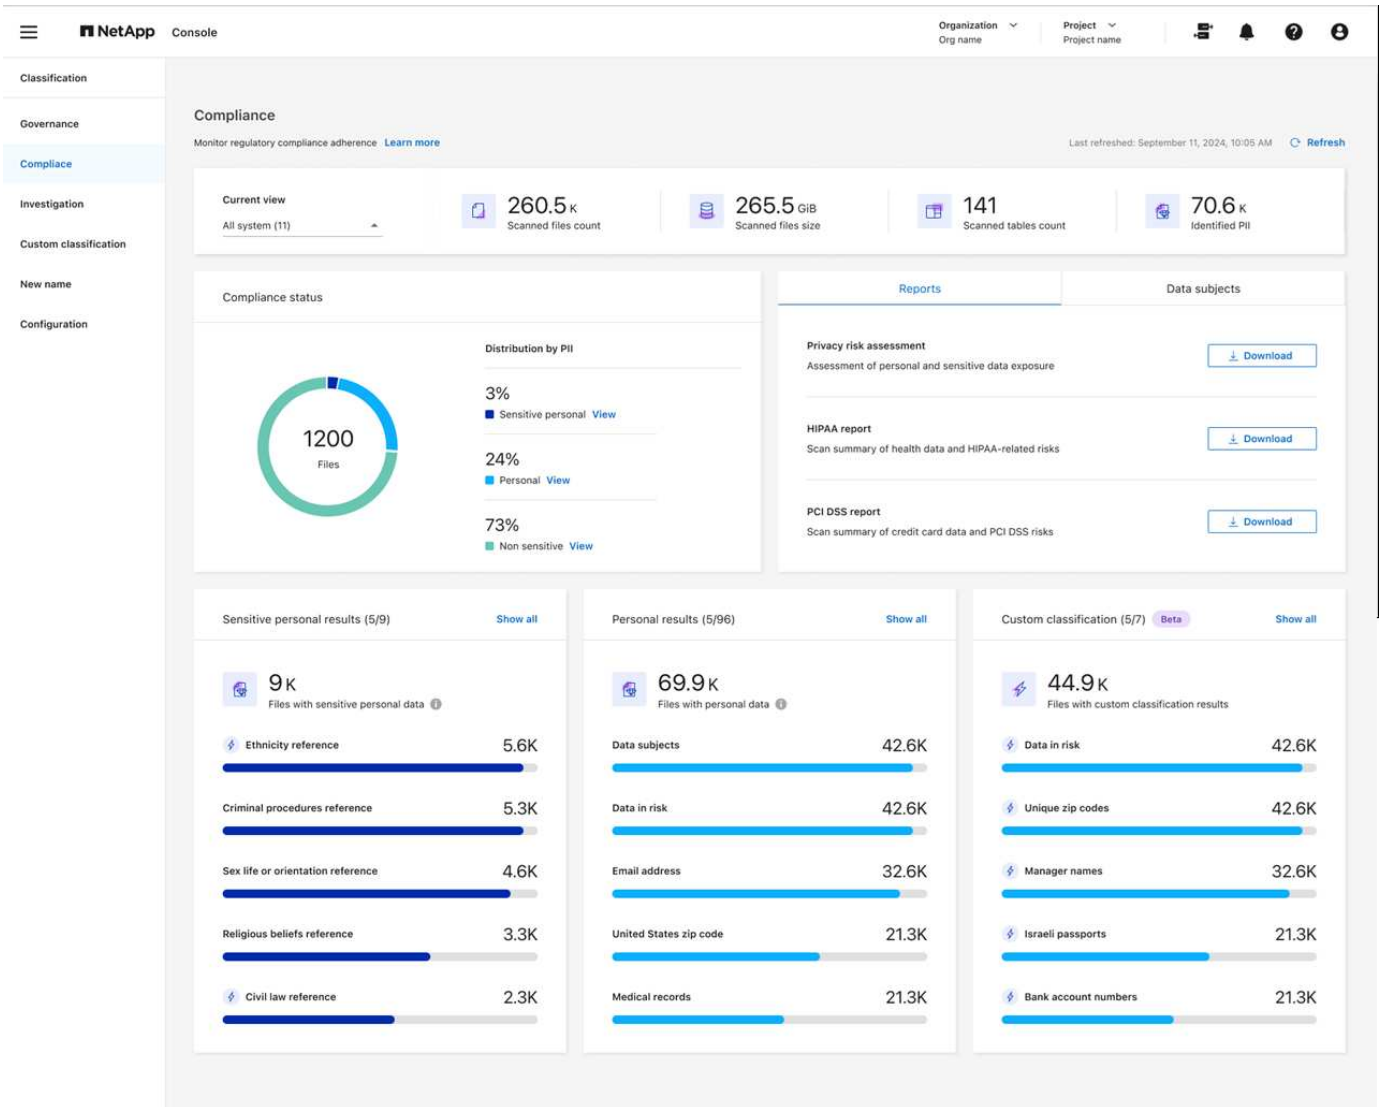 NetApp Console
Organization
Org name
Project
Project name
Classification
Governance
Compliace
Investigation
Custom classification
New name
Configuration
Compliance
Monitor regulatory compliance adherence Learn more
Last refreshed: September 11, 2024, 10:05 AM Refresh
Current view
All system (11)
260.5 K
Scanned files count
265.5 GiB
Scanned files size
141
Scanned tables count
70.6 K
Identified PII
Compliance status
1200
Files
Distribution by PII
3%
Sensitive personal View
24%
Personal View
73%
Non sensitive View
Reports
Data subjects
Privacy risk assessment
Assessment of personal and sensitive data exposure
Download
HIPAA report
Scan summary of health data and HIPAA-related risks
Download
PCI DSS report
Scan summary of credit card data and PCI DSS risks
Download
Sensitive personal results (5/9) Show all
9 K
Files with sensitive personal data
Ethnicity reference 5.6K
Criminal procedures reference 5.3K
Sex life or orientation reference 4.6K
Religious beliefs reference 3.3K
Civil law reference 2.3K
Personal results (5/96) Show all
69.9 K
Files with personal data
Data subjects 42.6K
Data in risk 42.6K
Email address 32.6K
United States zip code 21.3K
Medical records 21.3K
Custom classification (5/7) Beta Show all
44.9 K
Files with custom classification results
Data in risk 42.6K
Unique zip codes 42.6K
Manager names 32.6K
Israeli passports 21.3K
Bank account numbers 21.3K